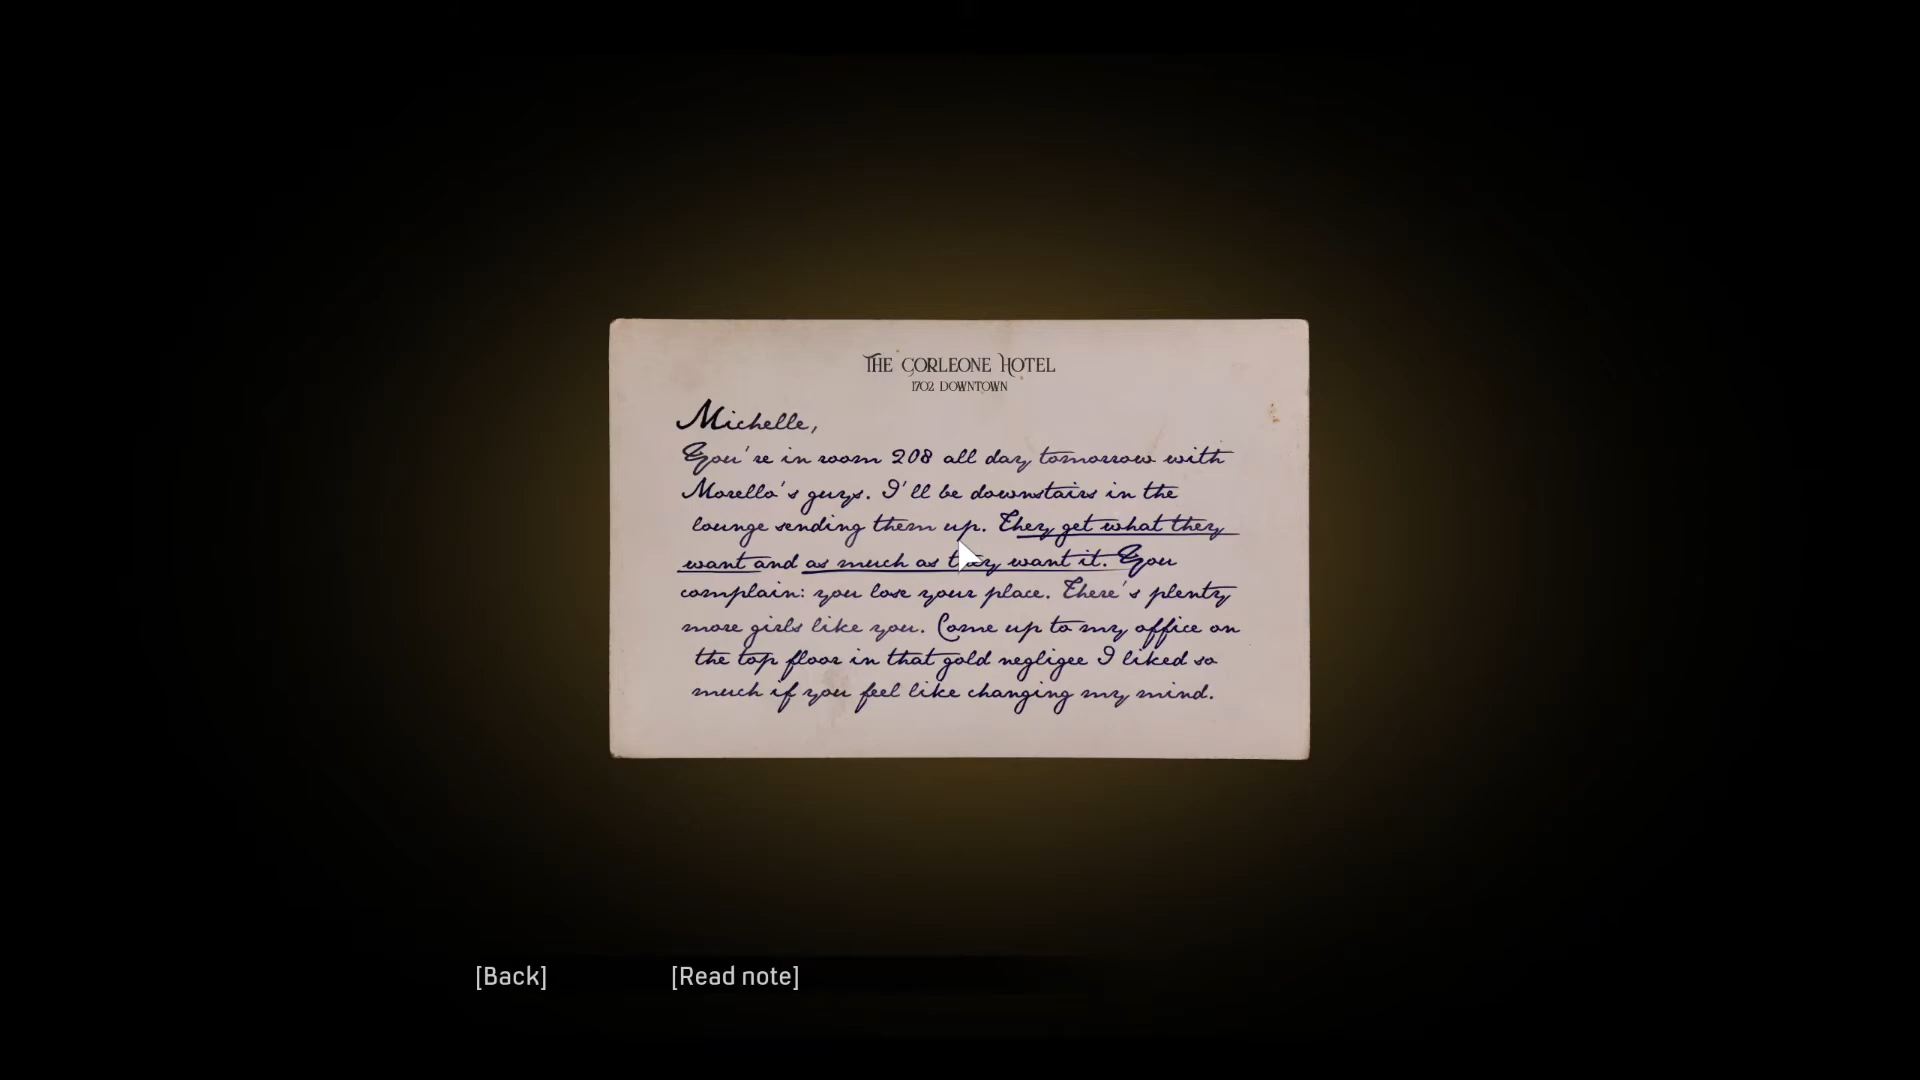 THE CORLEONE HOTEL
1702 DOWNTOWN
Michelle,
You're in room 208 all day tomorrow with
Morello's guys. I'll be downstairs in the
lounge sending them up. They get what they
want and as much as they want it. You
complain: you lose your place. There's plenty
more girls like you. Come up to my office on
the top floor in that gold negligee I liked so
much if you feel like changing my mind.
[Back] [Read note]